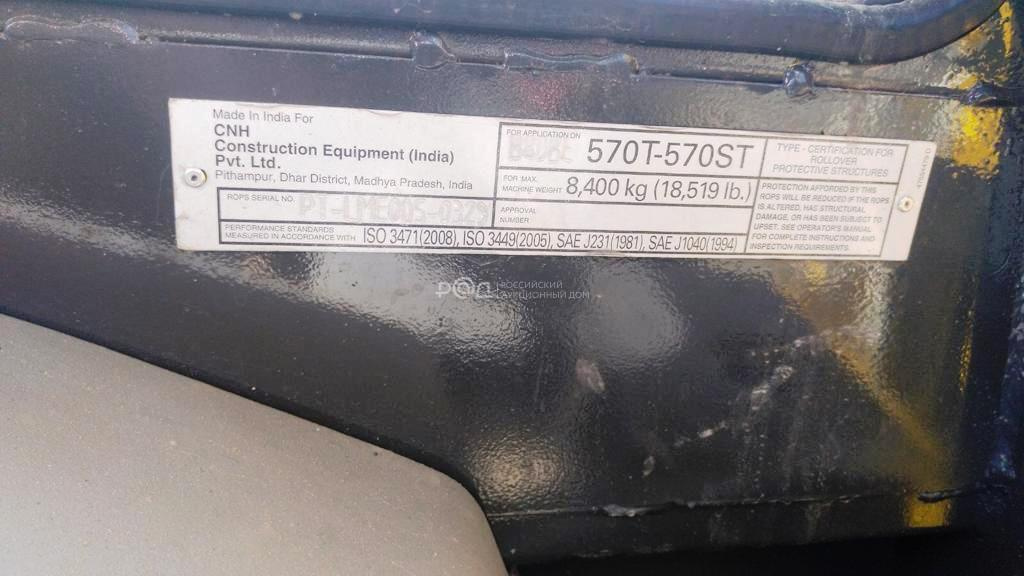 Made In India For
CNH
Construction Equipment (India)
Pvt. Ltd.
Pithampur, Dhar District, Madhya Pradesh, India
ROPS SERIAL NO. PI-LME005-0329
PERFORMANCE STANDARDS
MEASURED IN ACCORDANCE WITH ISO 3471(2008), ISO 3449(2005), SAE J231(1981), SAE J1040(1994)
FOR APPLICATION ON 570T-570ST
FOR MAX.
MACHINE WEIGHT 8,400 kg (18,519 lb.)
APPROVAL
NUMBER
TYPE - CERTIFICATION FOR
ROLLOVER
PROTECTIVE STRUCTURES
PROTECTION AFFORDED BY THIS
ROPS WILL BE REDUCED IF THE ROPS
IS ALTERED, HAS STRUCTURAL
DAMAGE, OR HAS BEEN SUBJECT TO
UPSET. SEE OPERATOR'S MANUAL
FOR COMPLETE INSTRUCTIONS AND
INSPECTION REQUIREMENTS.
РАД РОССИЙСКИЙ
АУКЦИОННЫЙ ДОМ